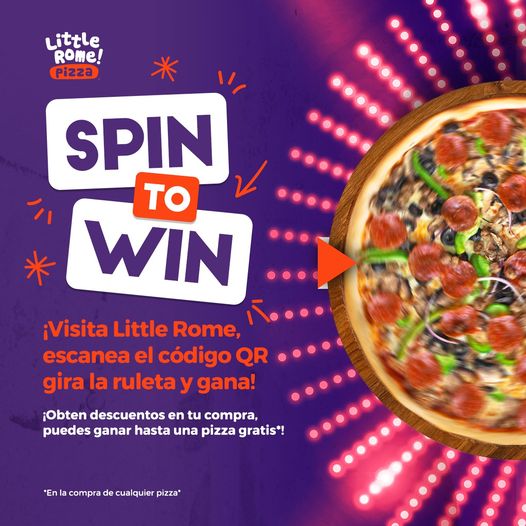 Little
Rome!
Pizza
SPIN
TO
WIN
¡Visita Little Rome,
escanea el código QR
gira la ruleta y gana!
¡Obten descuentos en tu compra,
puedes ganar hasta una pizza gratis*!
*En la compra de cualquier pizza*